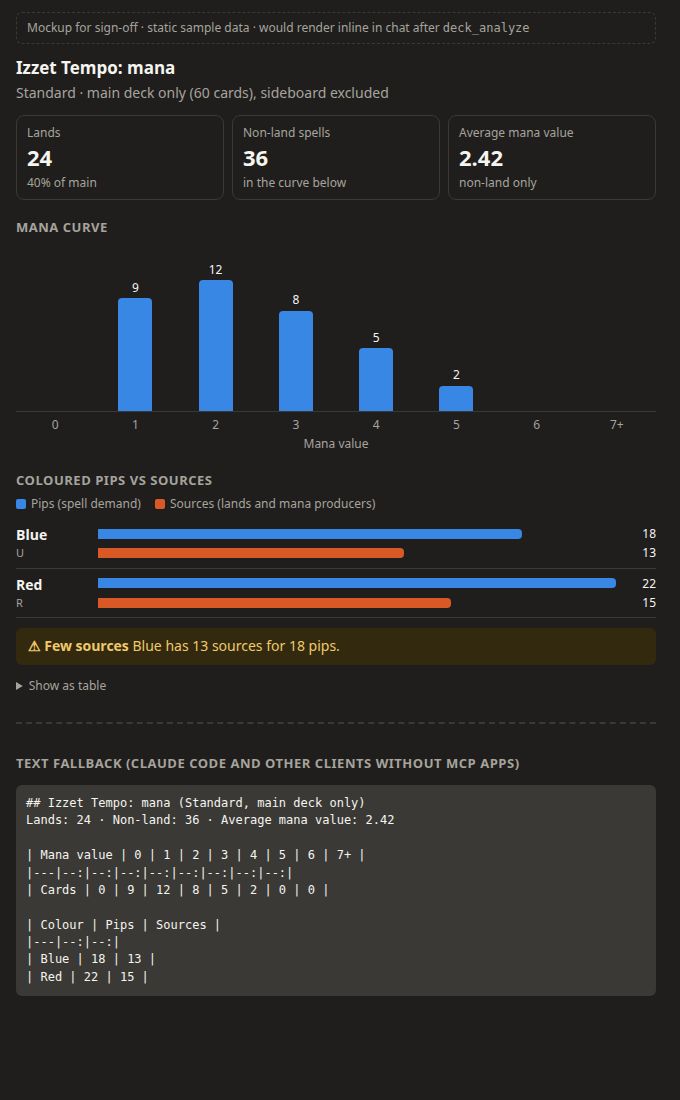 Mockup for sign-off · static sample data · would render inline in chat after deck_analyze
Izzet Tempo: mana
Standard · main deck only (60 cards), sideboard excluded
Lands
24
40% of main
Non-land spells
36
in the curve below
Average mana value
2.42
non-land only
MANA CURVE
9
12
8
5
2
0 1 2 3 4 5 6 7+
Mana value
COLOURED PIPS VS SOURCES
Pips (spell demand) Sources (lands and mana producers)
Blue 18
U 13
Red 22
R 15
⚠ Few sources Blue has 13 sources for 18 pips.
▶ Show as table
TEXT FALLBACK (CLAUDE CODE AND OTHER CLIENTS WITHOUT MCP APPS)
## Izzet Tempo: mana (Standard, main deck only)
Lands: 24 · Non-land: 36 · Average mana value: 2.42
| Mana value | 0 | 1 | 2 | 3 | 4 | 5 | 6 | 7+ |
|---|--:|--:|--:|--:|--:|--:|--:|--:|
| Cards | 0 | 9 | 12 | 8 | 5 | 2 | 0 | 0 |
| Colour | Pips | Sources |
|---|--:|--:|
| Blue | 18 | 13 |
| Red | 22 | 15 |